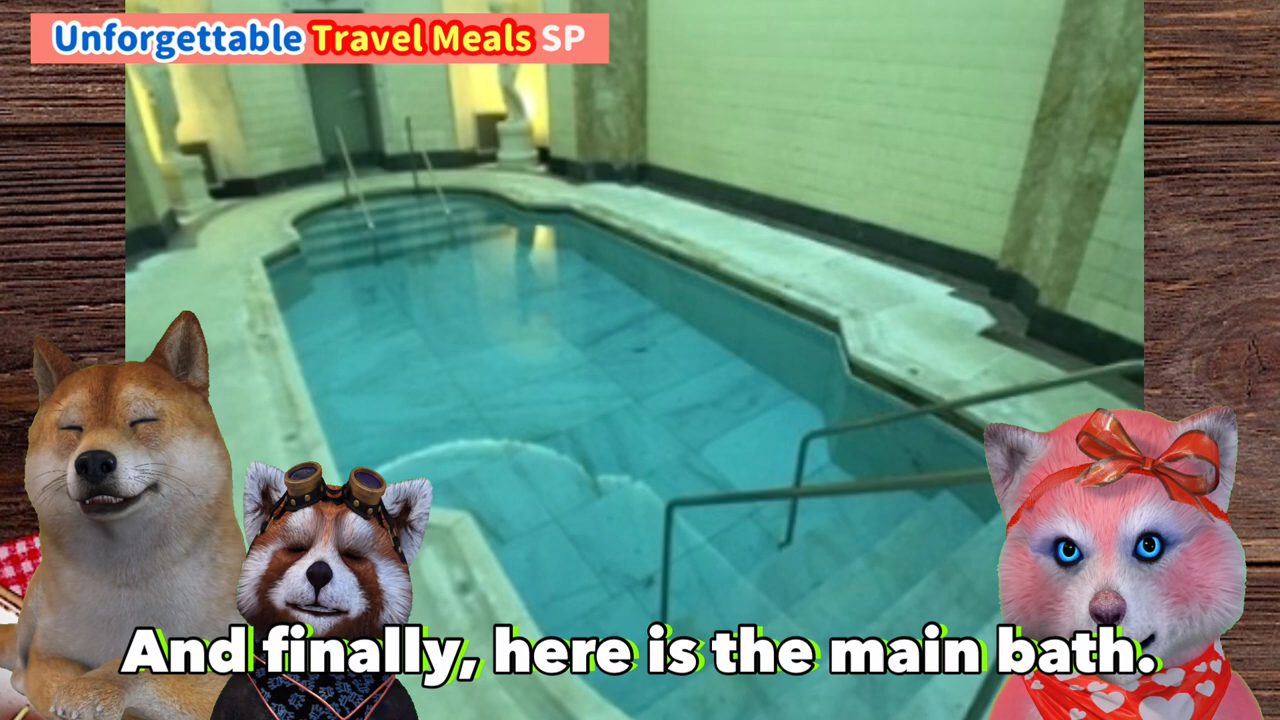 Unforgettable Travel Meals SP
And finally, here is the main bath.